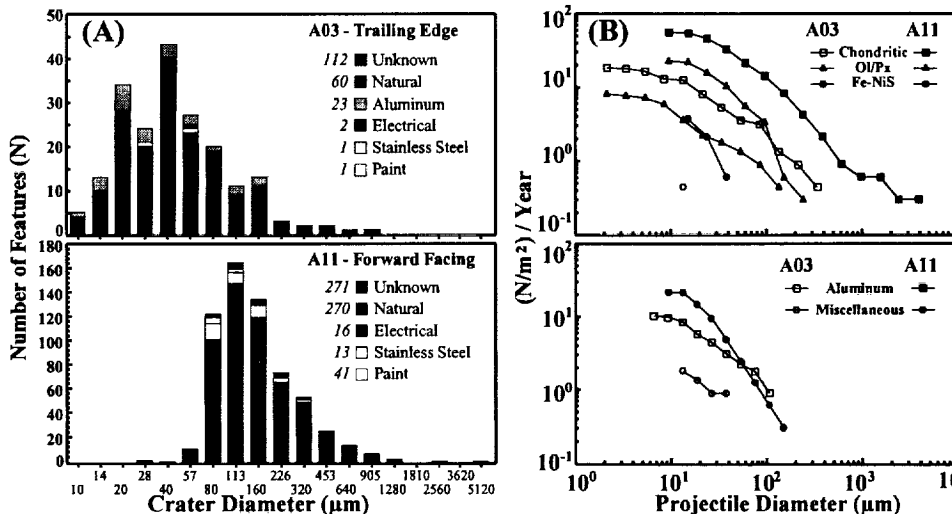 (A)
A03 - Trailing Edge
112 Unknown
60 Natural
23 Aluminum
2 Electrical
1 Stainless Steel
1 Paint
50
40
30
20
10
0
A11 - Forward Facing
271 Unknown
270 Natural
16 Electrical
13 Stainless Steel
41 Paint
180
160
140
120
100
80
60
40
20
0
Number of Features (N)
14 28 57 113 226 453 905 1810 3620
10 20 40 80 160 320 640 1280 2560 5120
Crater Diameter (µm)
(B)
A03 A11
Chondritic
Ol/Px
Fe-NiS
10²
10¹
10⁰
10⁻¹
A03 A11
Aluminum
Miscellaneous
10²
10¹
10⁰
10⁻¹
(N/m²) / Year
10⁰ 10¹ 10² 10³
Projectile Diameter (µm)